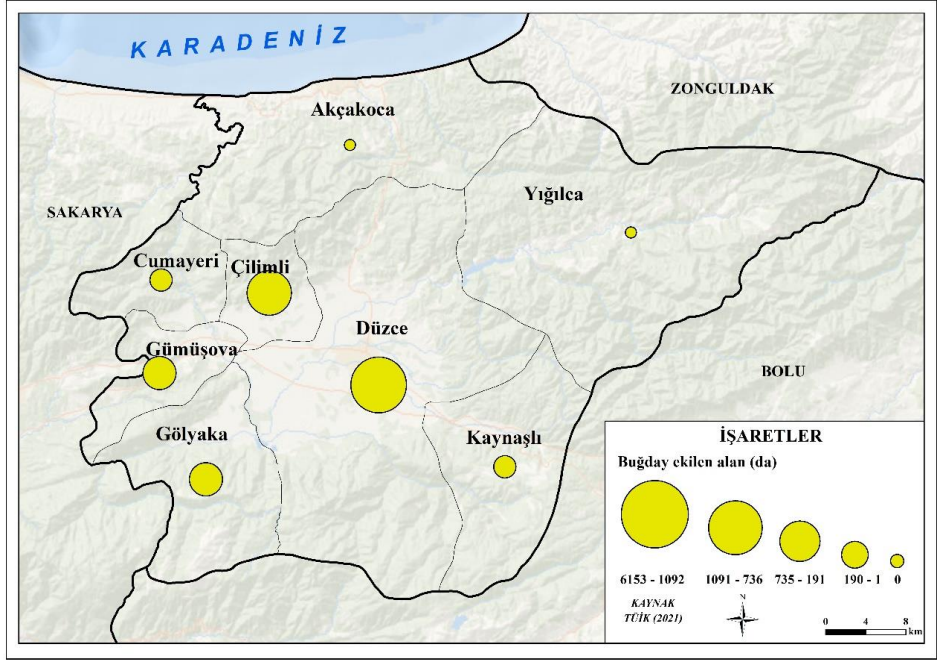 KARADENİZ
ZONGULDAK
Akçakoca
Yığılca
SAKARYA
Cumayeri
Çilimli
Düzce
Gümüşova
BOLU
Gölyaka
Kaynaşlı
İŞARETLER
Buğday ekilen alan (da)
6153 - 1092
1091 - 736
735 - 191
190 - 1
0
KAYNAK
TÜİK (2021)
N
0 4 8
km